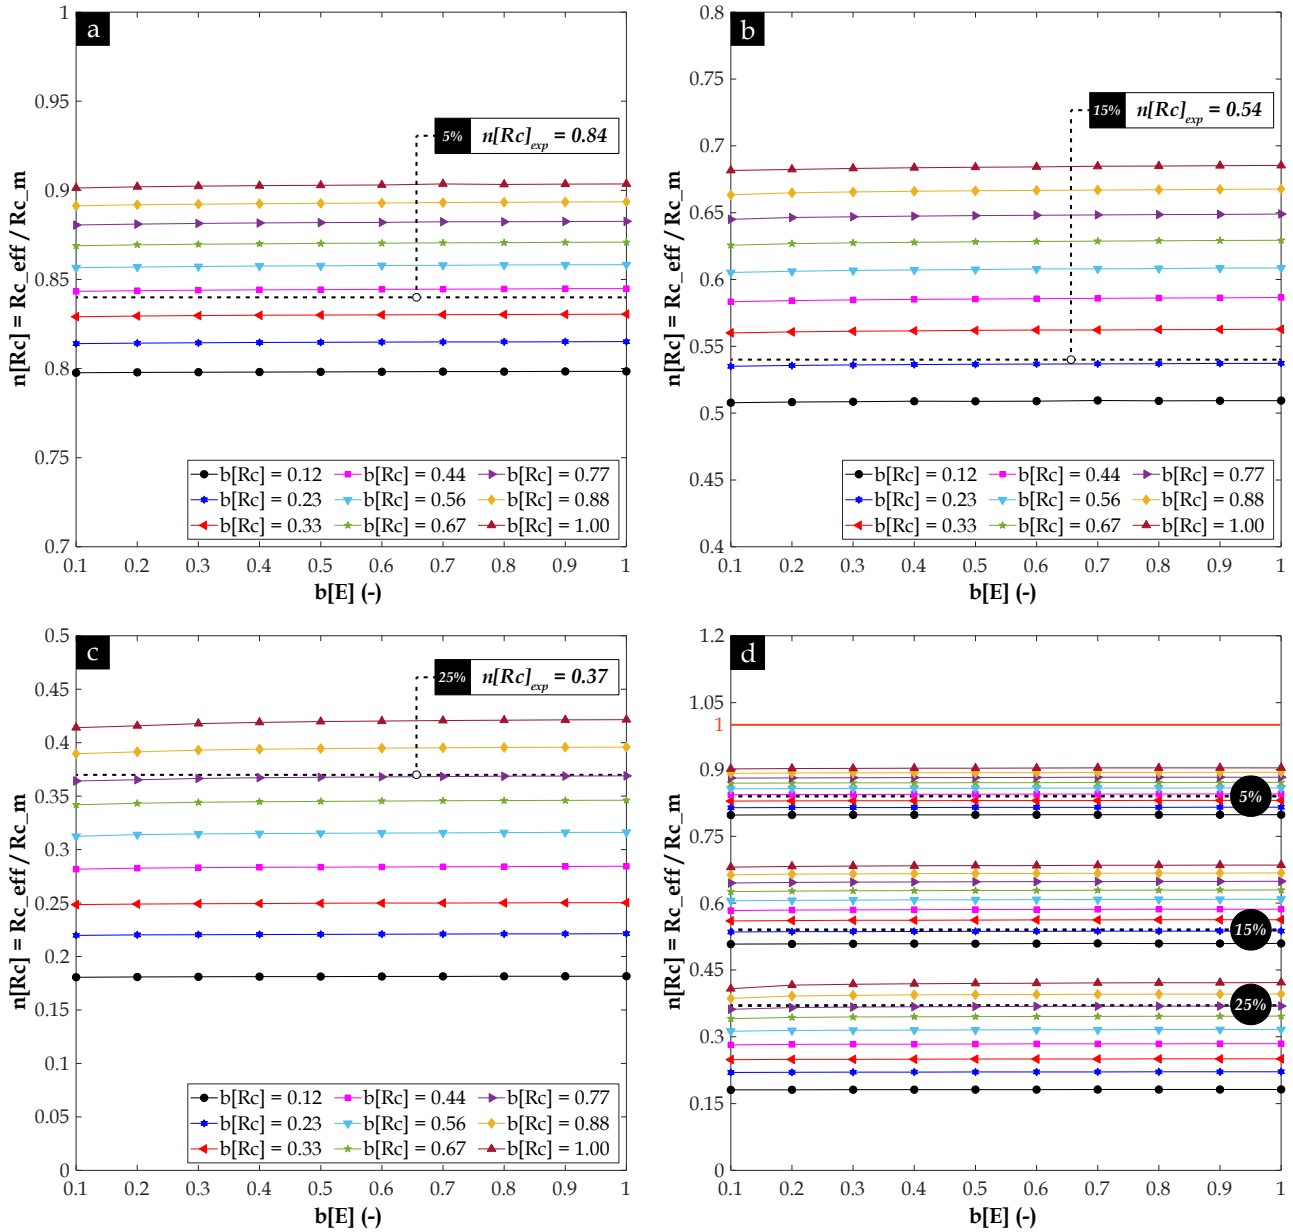 a
1
0.95
0.9
0.85
0.8
0.75
0.7
0.1 0.2 0.3 0.4 0.5 0.6 0.7 0.8 0.9 1
b[E] (-)
n[Rc] = Rc_eff / Rc_m
5% n[Rc]exp = 0.84
b[Rc] = 0.12 b[Rc] = 0.44 b[Rc] = 0.77
b[Rc] = 0.23 b[Rc] = 0.56 b[Rc] = 0.88
b[Rc] = 0.33 b[Rc] = 0.67 b[Rc] = 1.00
b
0.8
0.75
0.7
0.65
0.6
0.55
0.5
0.45
0.4
0.1 0.2 0.3 0.4 0.5 0.6 0.7 0.8 0.9 1
b[E] (-)
n[Rc] = Rc_eff / Rc_m
15% n[Rc]exp = 0.54
b[Rc] = 0.12 b[Rc] = 0.44 b[Rc] = 0.77
b[Rc] = 0.23 b[Rc] = 0.56 b[Rc] = 0.88
b[Rc] = 0.33 b[Rc] = 0.67 b[Rc] = 1.00
c
0.5
0.45
0.4
0.35
0.3
0.25
0.2
0.15
0.1
0.05
0
0.1 0.2 0.3 0.4 0.5 0.6 0.7 0.8 0.9 1
b[E] (-)
n[Rc] = Rc_eff / Rc_m
25% n[Rc]exp = 0.37
b[Rc] = 0.12 b[Rc] = 0.44 b[Rc] = 0.77
b[Rc] = 0.23 b[Rc] = 0.56 b[Rc] = 0.88
b[Rc] = 0.33 b[Rc] = 0.67 b[Rc] = 1.00
d
1.2
1.05
1
0.9
0.75
0.6
0.45
0.3
0.15
0
0.1 0.2 0.3 0.4 0.5 0.6 0.7 0.8 0.9 1
b[E] (-)
n[Rc] = Rc_eff / Rc_m
5%
15%
25%